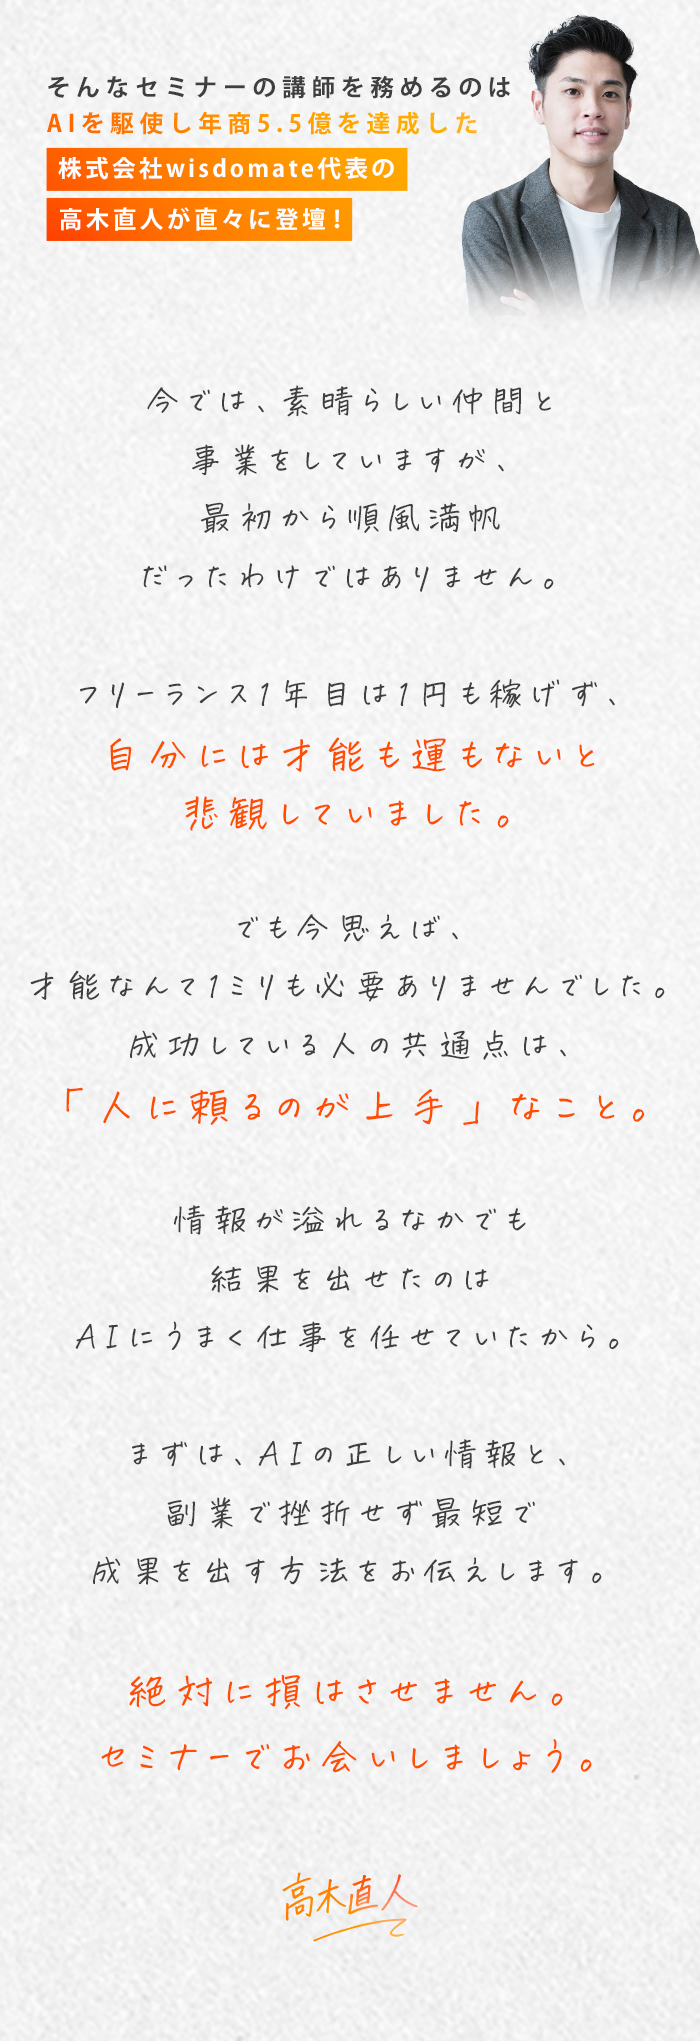 そんなセミナーの講師を務めるのは
AIを駆使し年商5.5億を達成した
株式会社wisdomate代表の
高木直人が直々に登壇！
今では、素晴らしい仲間と
事業をしていますが、
最初から順風満帆
だったわけではありません。
フリーランス1年目は1円も稼げず、
自分には才能も運もないと
悲観していました。
でも今思えば、
才能なんて1ミリも必要ありませんでした。
成功している人の共通点は、
「人に頼るのが上手」なこと。
情報が溢れるなかでも
結果を出せたのは
AIにうまく仕事を任せていたから。
まずは、AIの正しい情報と、
副業で挫折せず最短で
成果を出す方法をお伝えします。
絶対に損はさせません。
セミナーでお会いしましょう。
高木直人